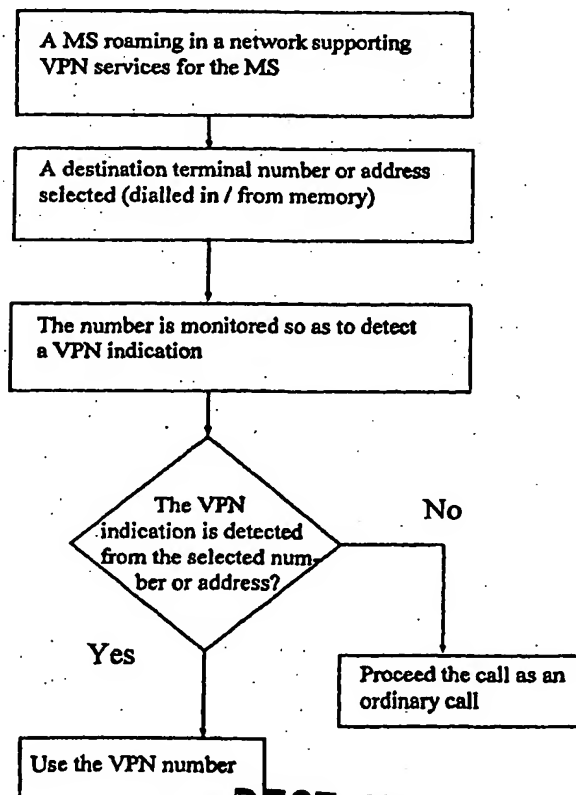 A MS roaming in a network supporting
VPN services for the MS
A destination terminal number or address
selected (dialled in / from memory)
The number is monitored so as to detect
a VPN indication
The VPN
indication is detected
from the selected num-
ber or address?
No
Yes
Proceed the call as an
ordinary call
Use the VPN number